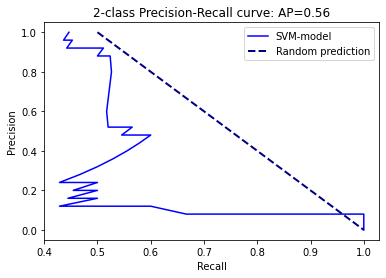 2-class Precision-Recall curve: AP=0.56
SVM-model
Random prediction
1.0
0.8
0.6
0.4
0.2
0.0
Precision
0.4
0.5
0.6
0.7
0.8
0.9
1.0
Recall